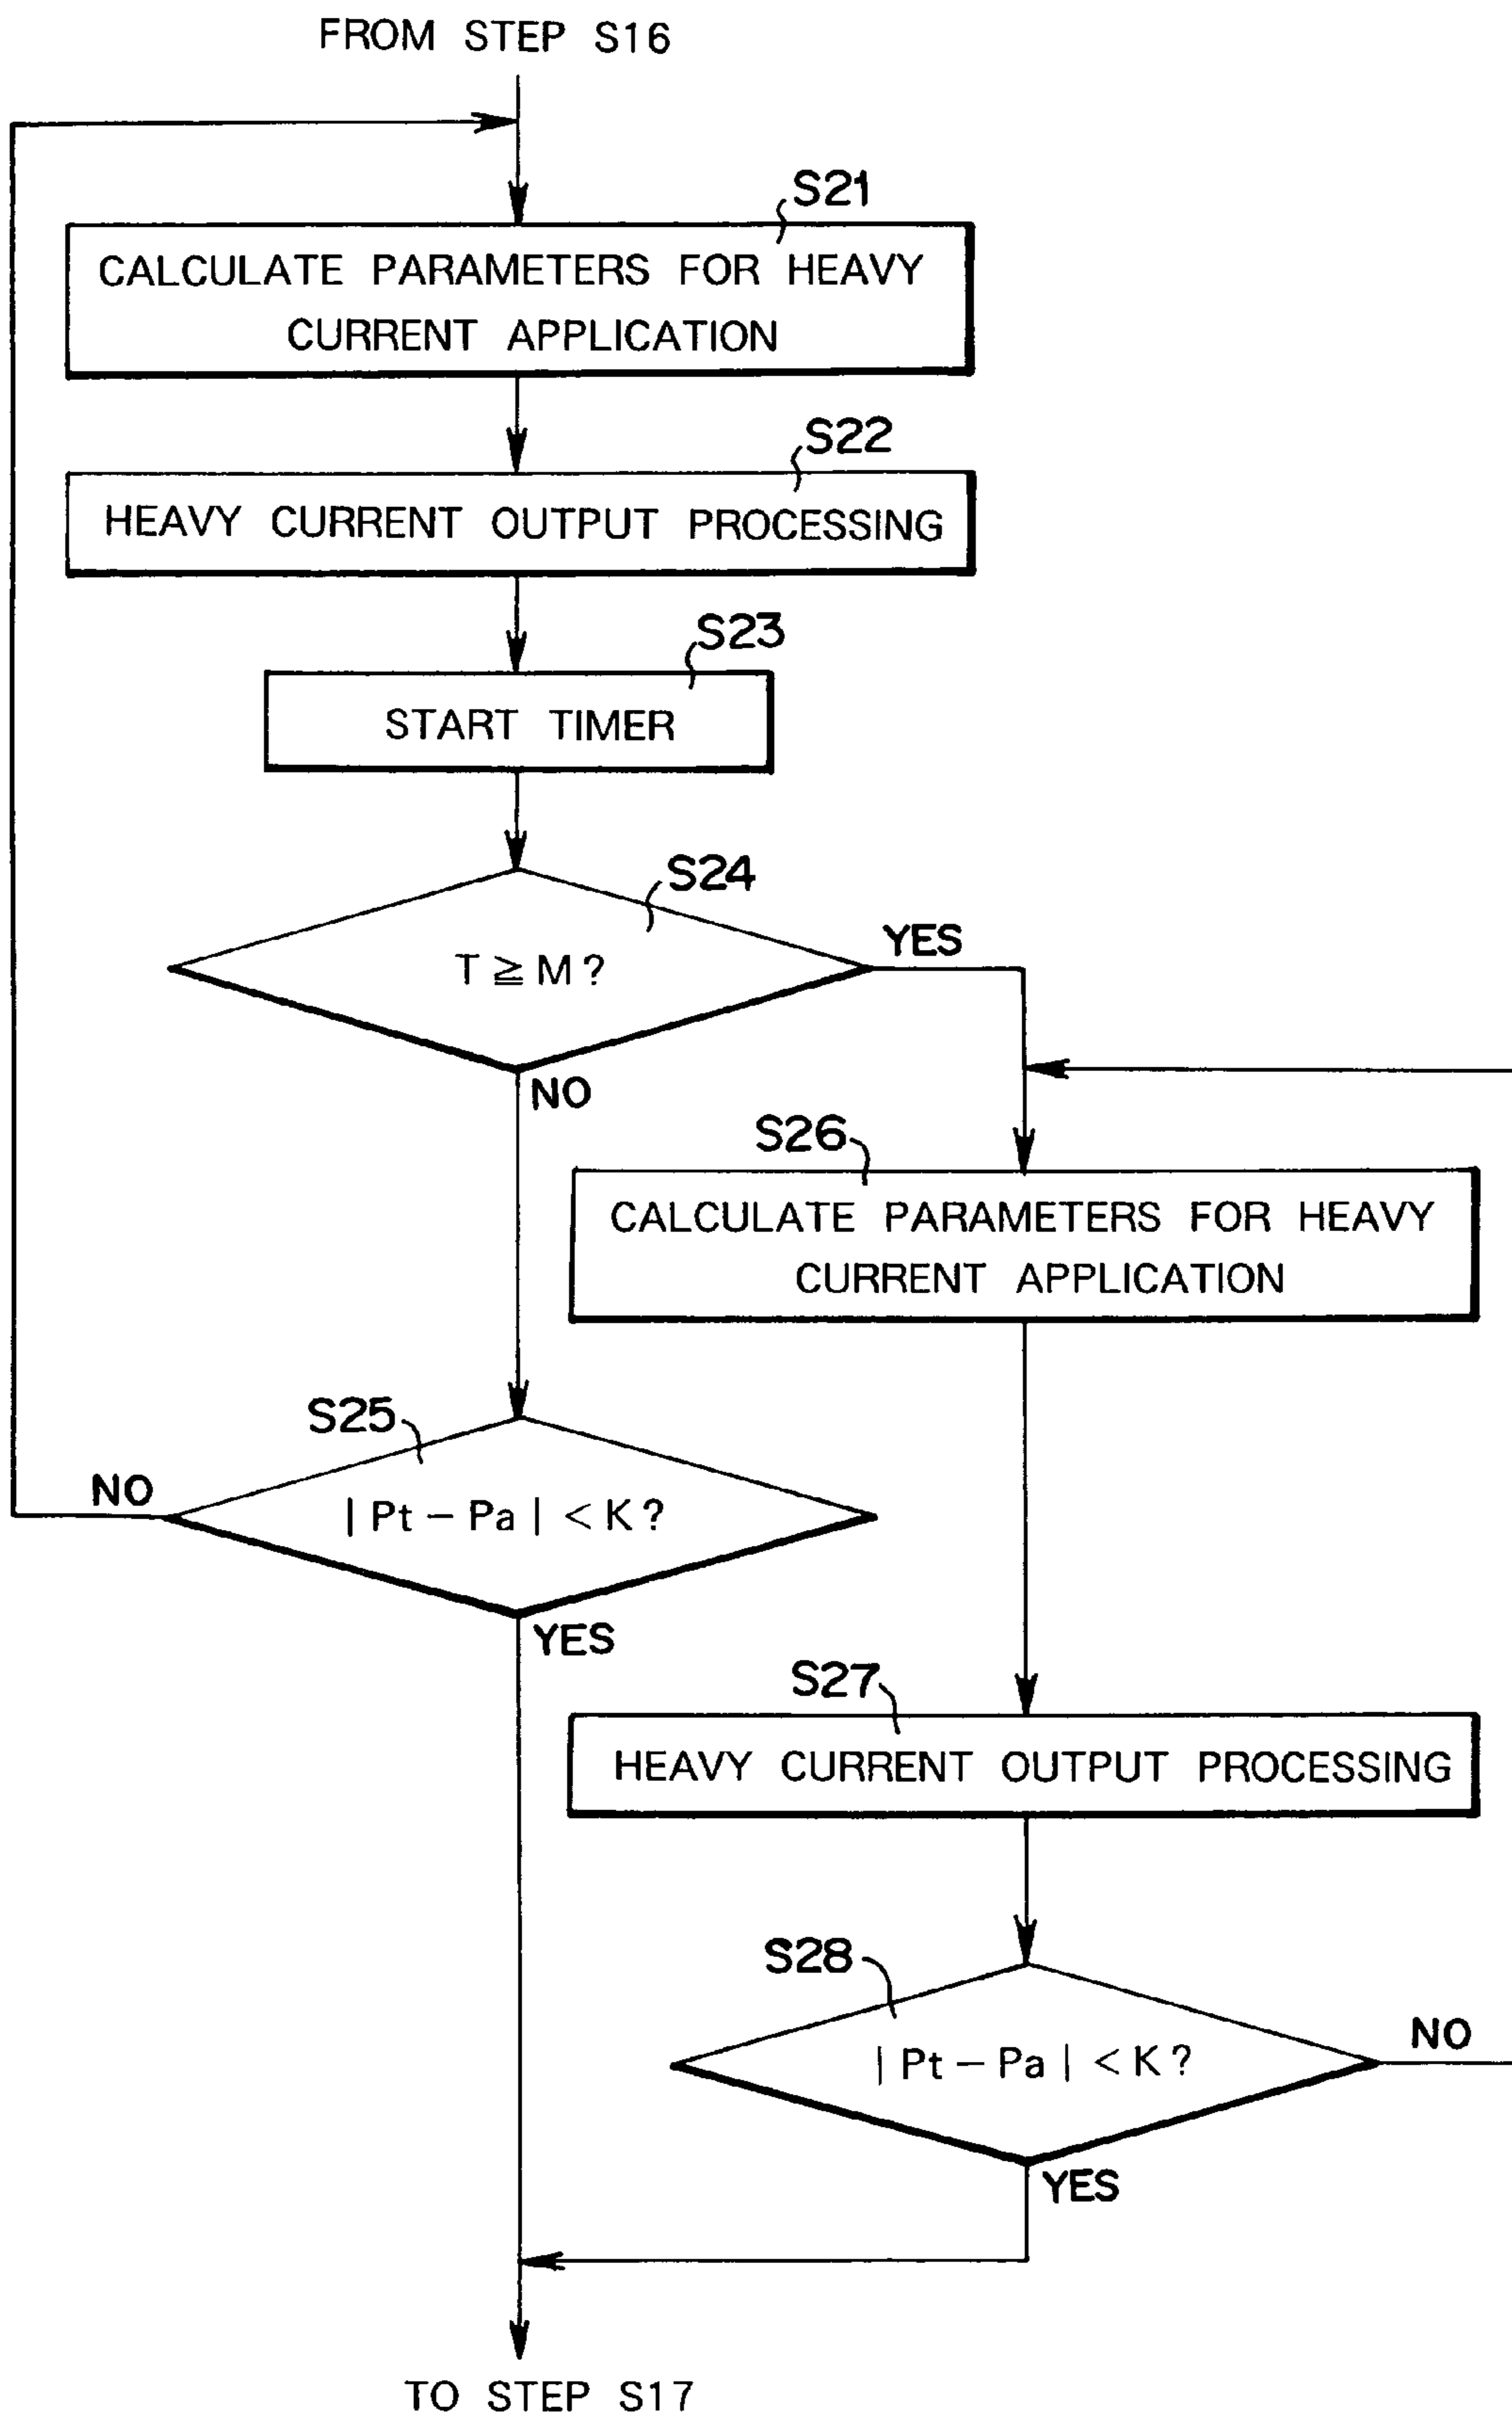 FROM STEP S16
S21
CALCULATE PARAMETERS FOR HEAVY
CURRENT APPLICATION
S22
HEAVY CURRENT OUTPUT PROCESSING
S23
START TIMER
S24
T ≧ M ?
YES
NO
S26
CALCULATE PARAMETERS FOR HEAVY
CURRENT APPLICATION
S25
| Pt − Pa | < K ?
NO
YES
S27
HEAVY CURRENT OUTPUT PROCESSING
S28
| Pt − Pa | < K ?
NO
YES
TO STEP S17